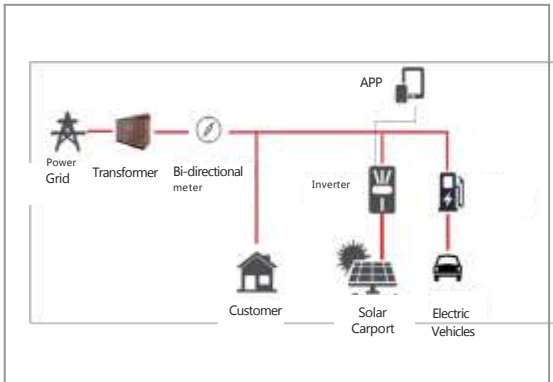 APP
Power
Grid
Transformer
Bi-directional
meter
Inverter
Customer
Solar
Carport
Electric
Vehicles